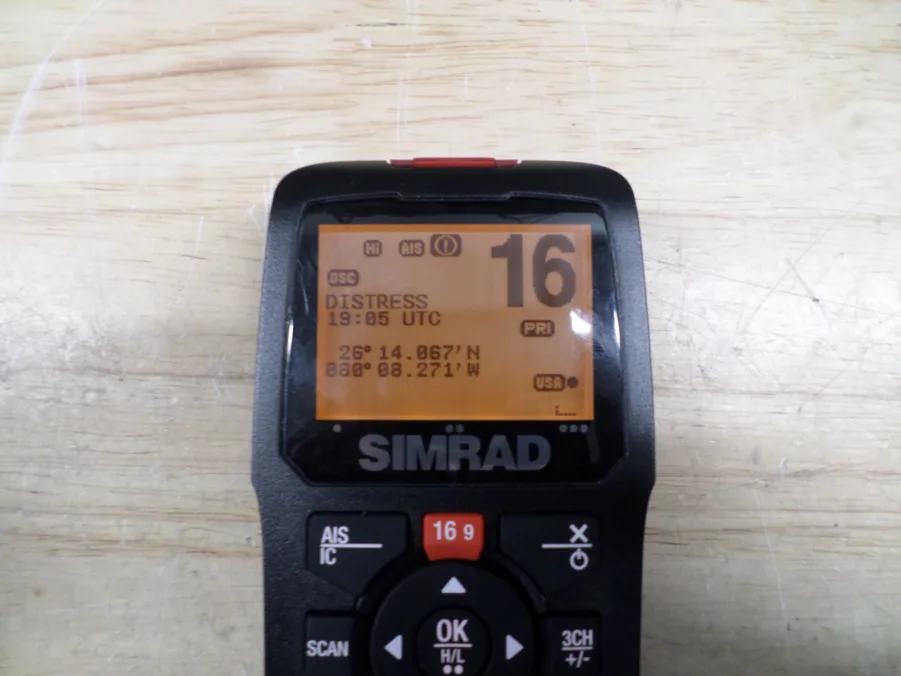 Hi AIS
16
DSC
DISTRESS
19:05 UTC
PRI
26° 14.067'N
080° 08.271'W
USA
SIMRAD
AIS
IC
16 9
X
SCAN
OK
H/L
3CH
+/-